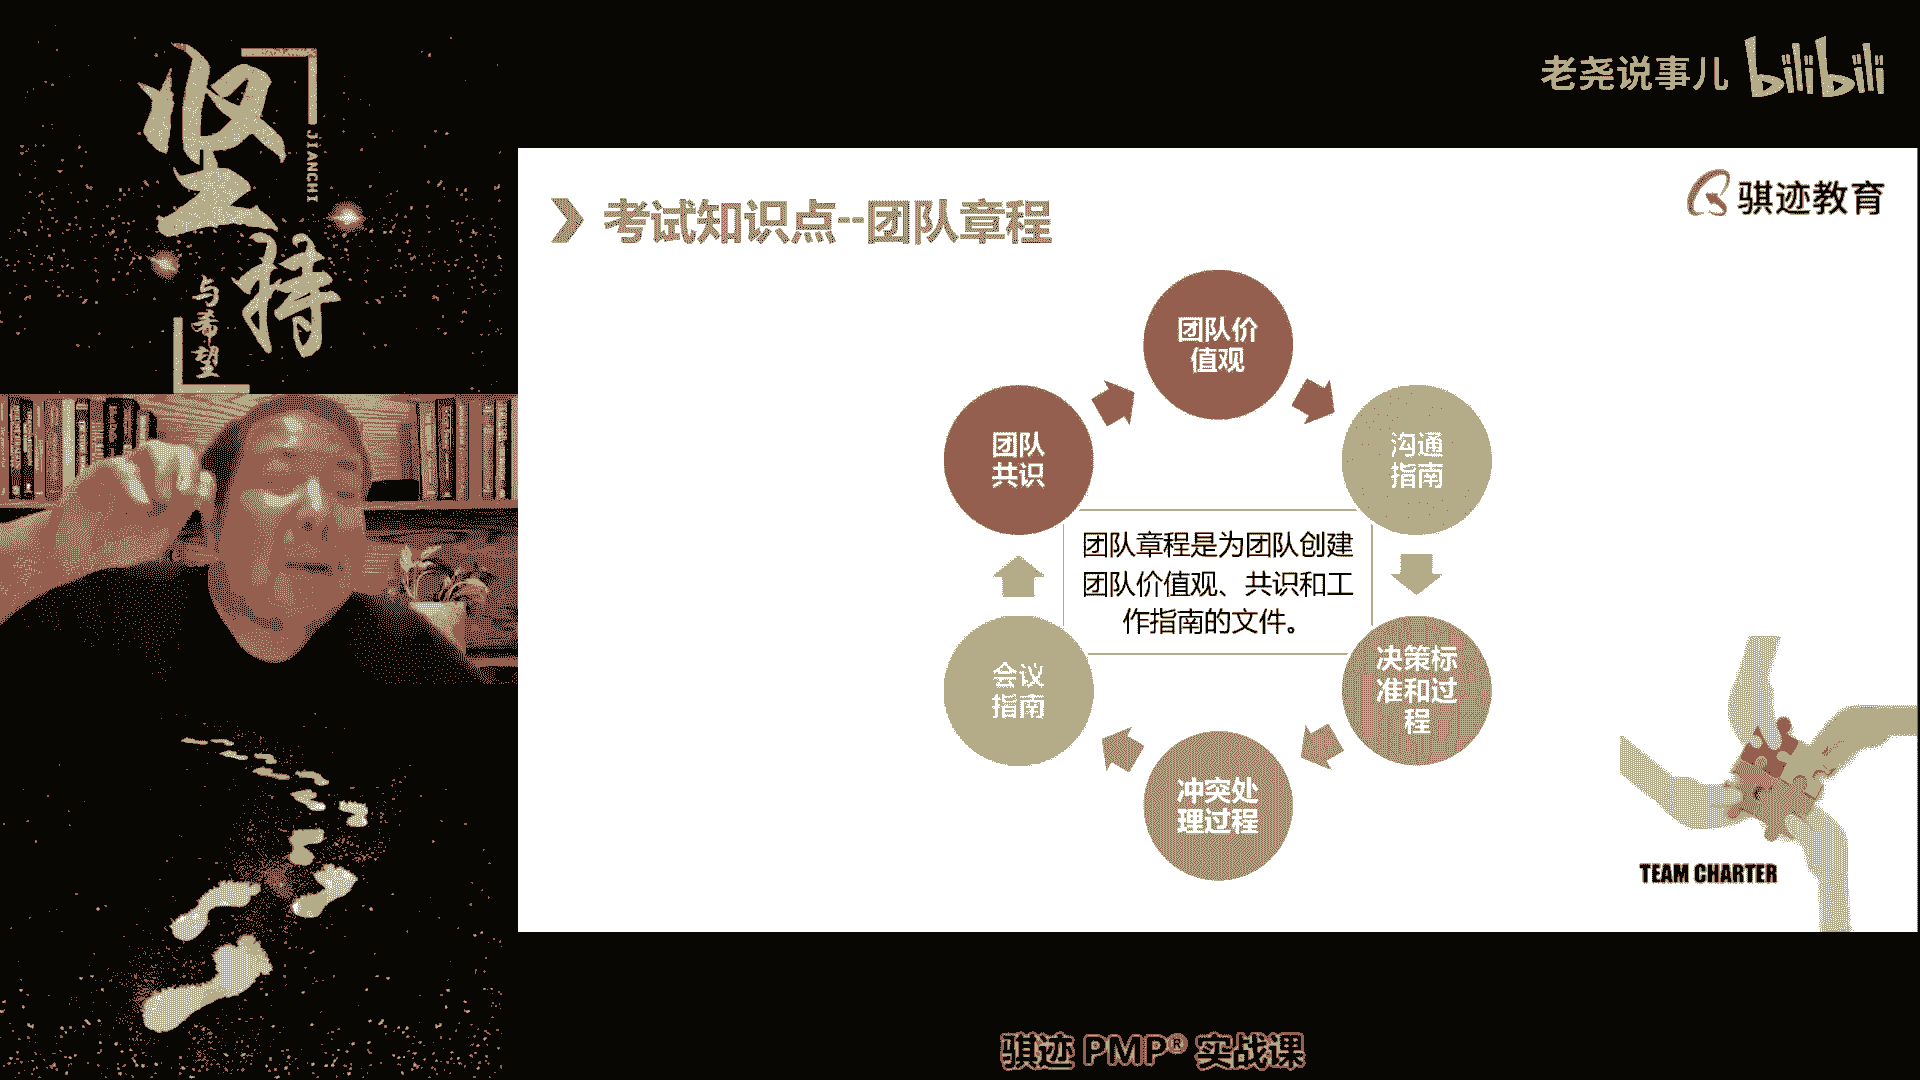 坚持
JIANCHI
与希望
老尧说事儿 bilibili
骐迹教育
考试知识点--团队章程
团队价
值观
团队
共识
沟通
指南
团队章程是为团队创建
团队价值观、共识和工
作指南的文件。
会议
指南
决策标
准和过
程
冲突处
理过程
TEAM CHARTER
骐迹 PMP® 实战课